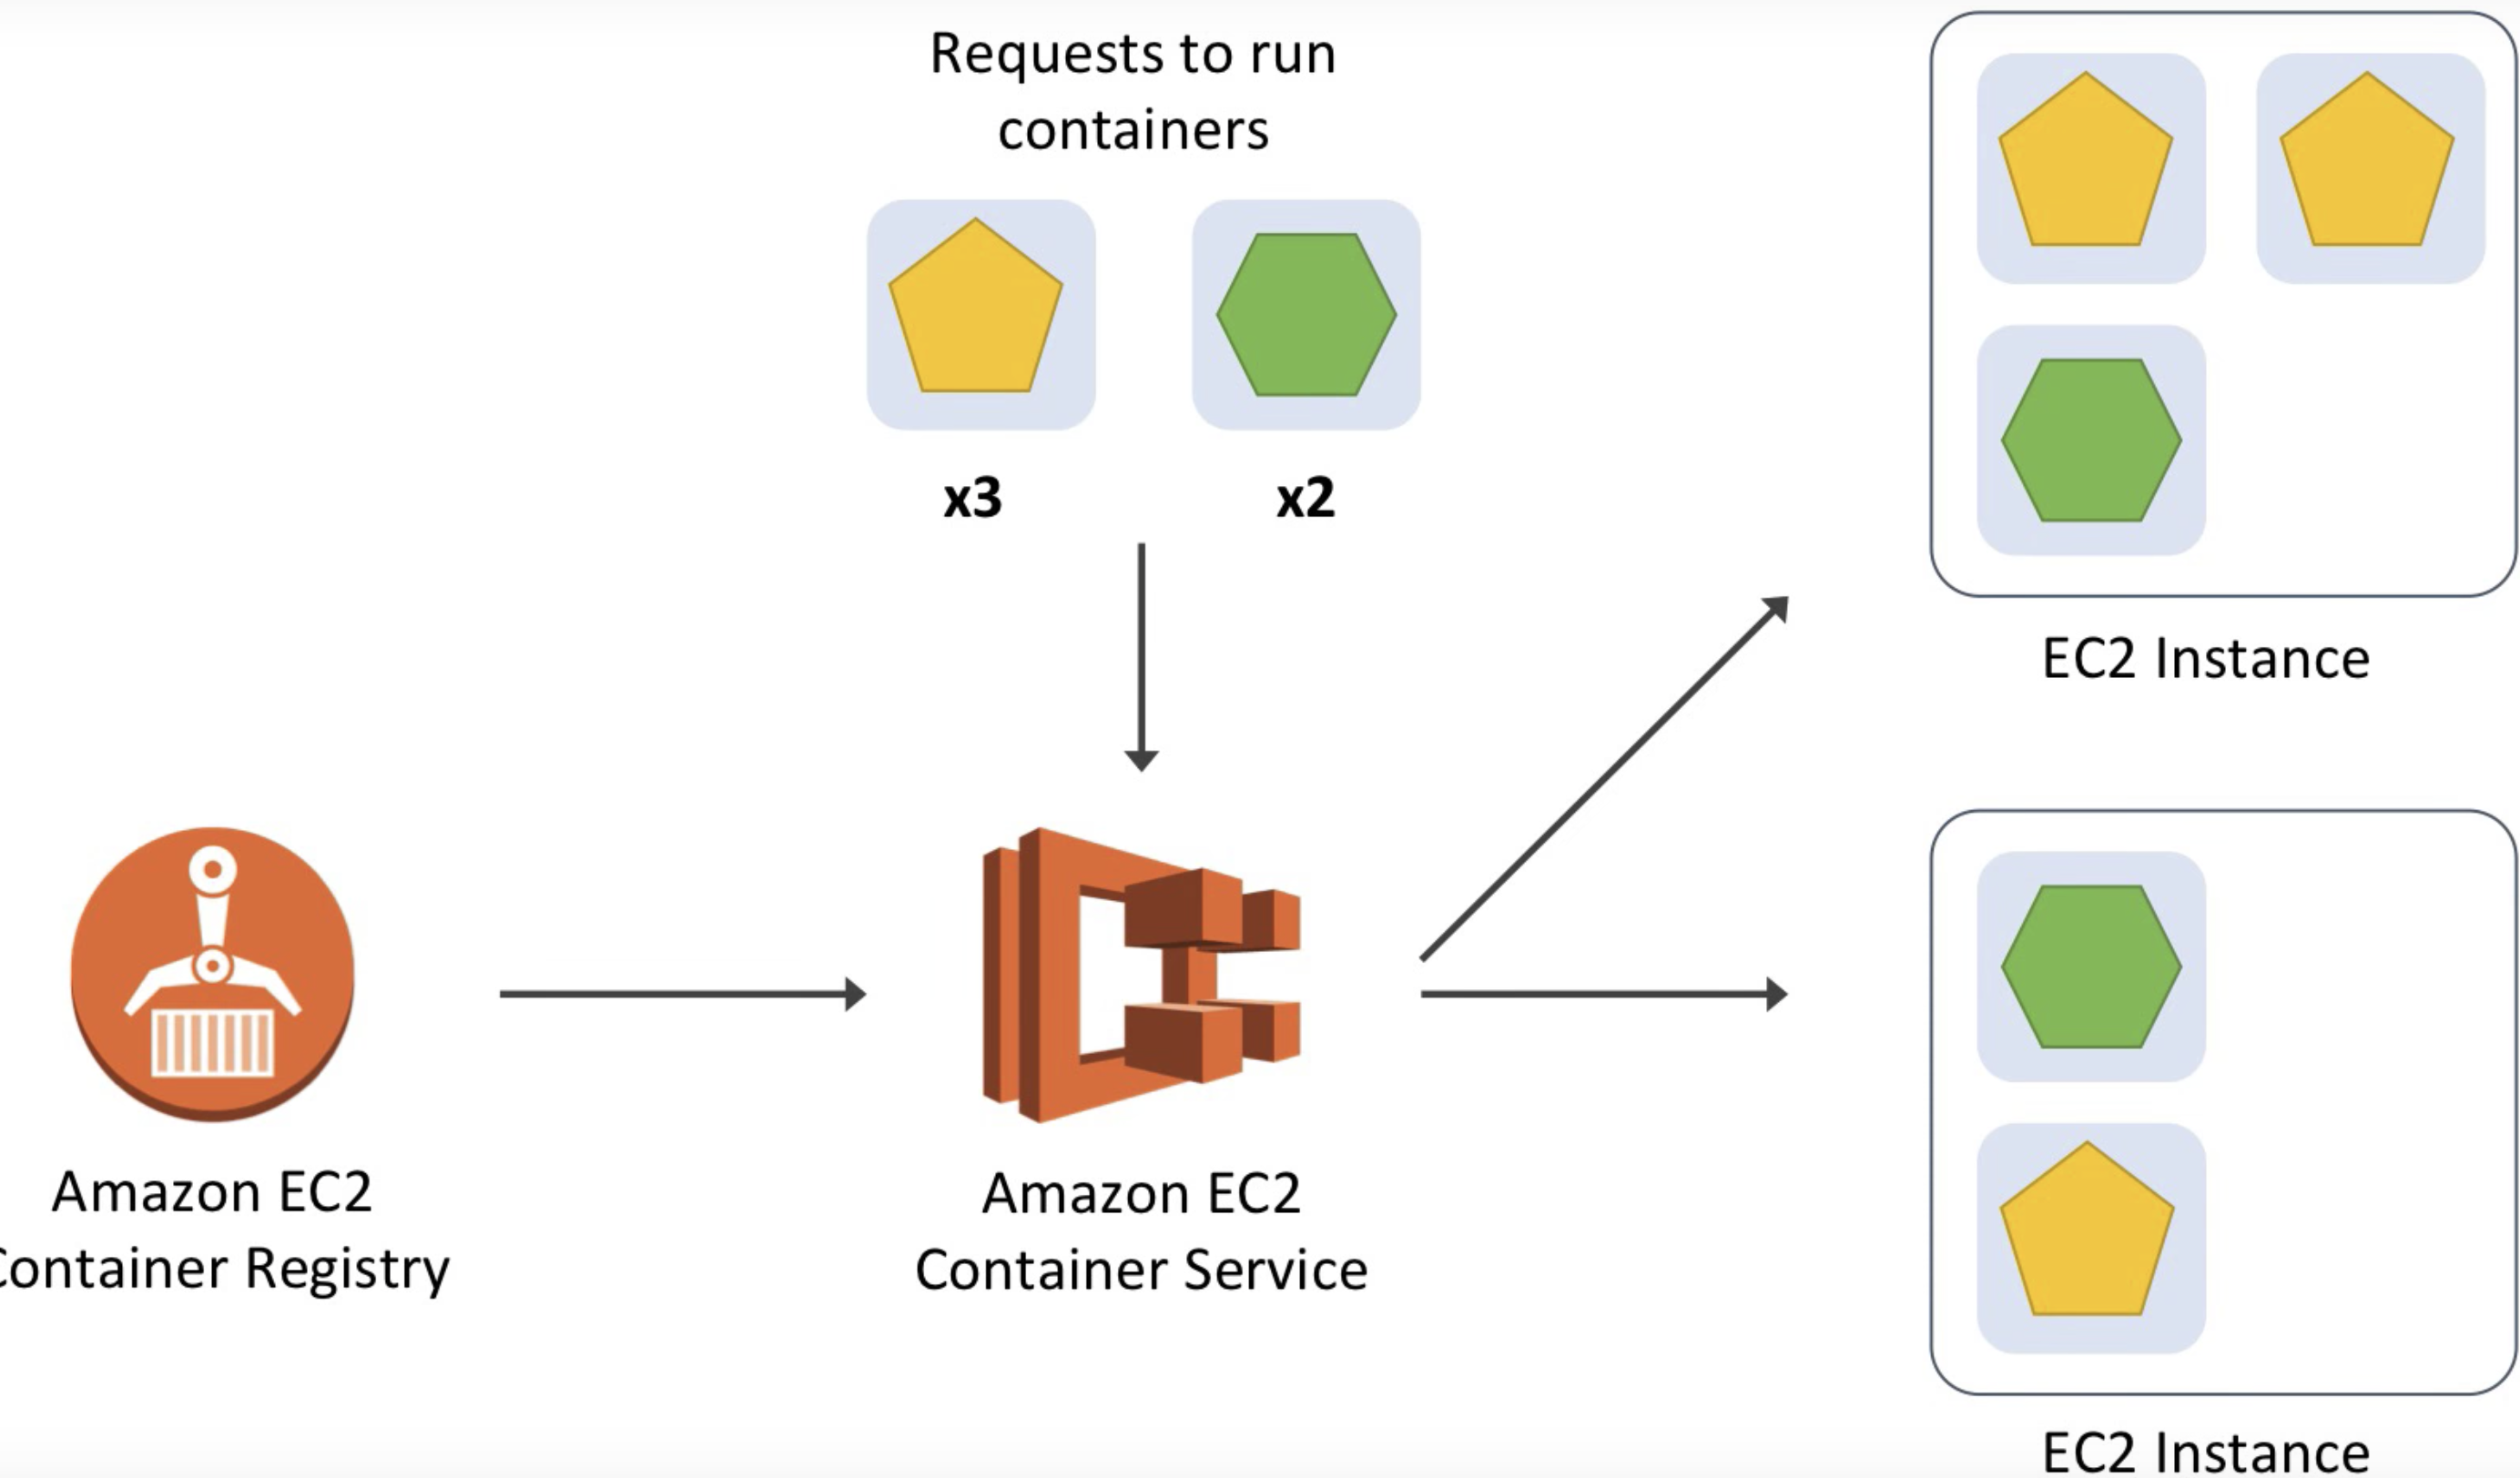 Requests to run
containers
x3 x2
EC2 Instance
Amazon EC2
Container Registry
Amazon EC2
Container Service
EC2 Instance